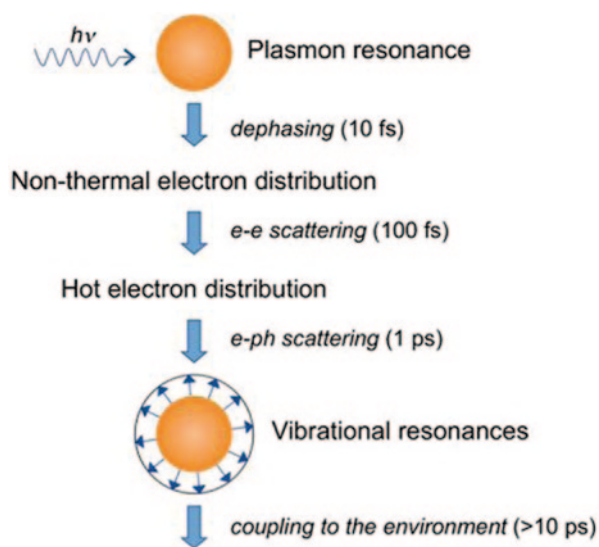 hν
Plasmon resonance
dephasing (10 fs)
Non-thermal electron distribution
e-e scattering (100 fs)
Hot electron distribution
e-ph scattering (1 ps)
Vibrational resonances
coupling to the environment (>10 ps)